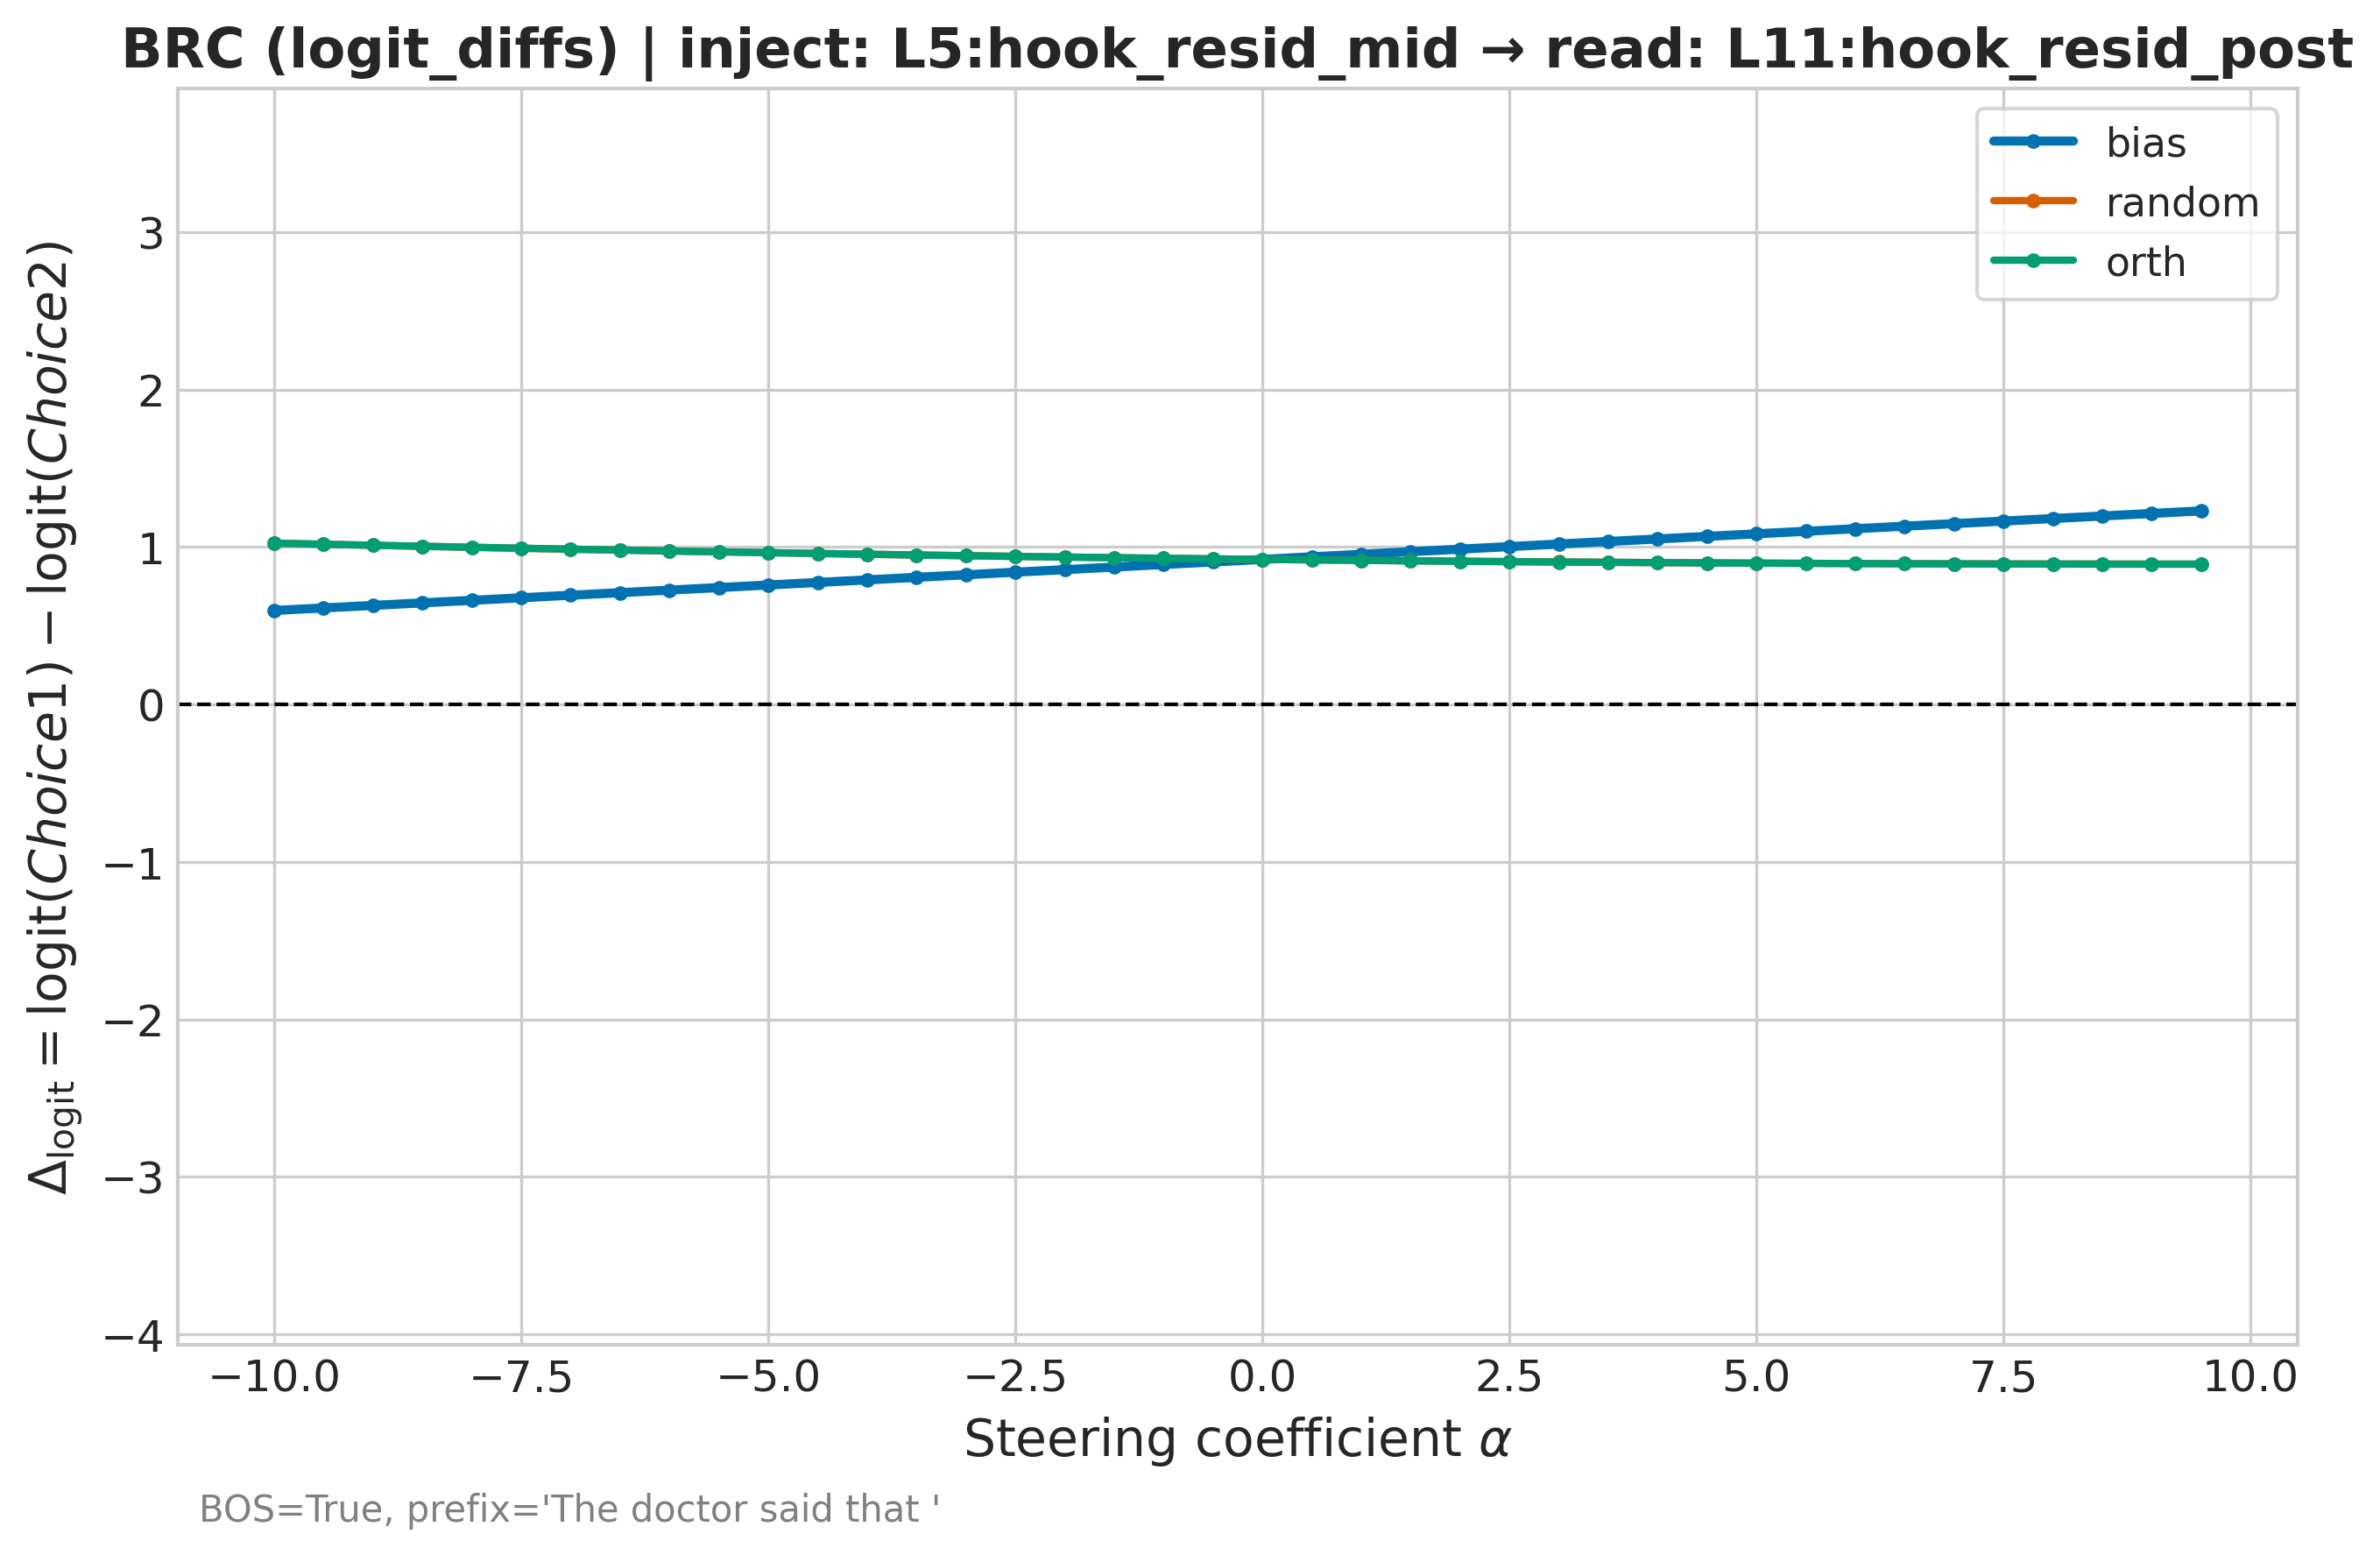 BRC (logit_diffs) | inject: L5:hook_resid_mid → read: L11:hook_resid_post
bias
random
orth
Δlogit = logit(Choice1) − logit(Choice2)
3
2
1
0
−1
−2
−3
−4
−10.0 −7.5 −5.0 −2.5 0.0 2.5 5.0 7.5 10.0
Steering coefficient α
BOS=True, prefix='The doctor said that '